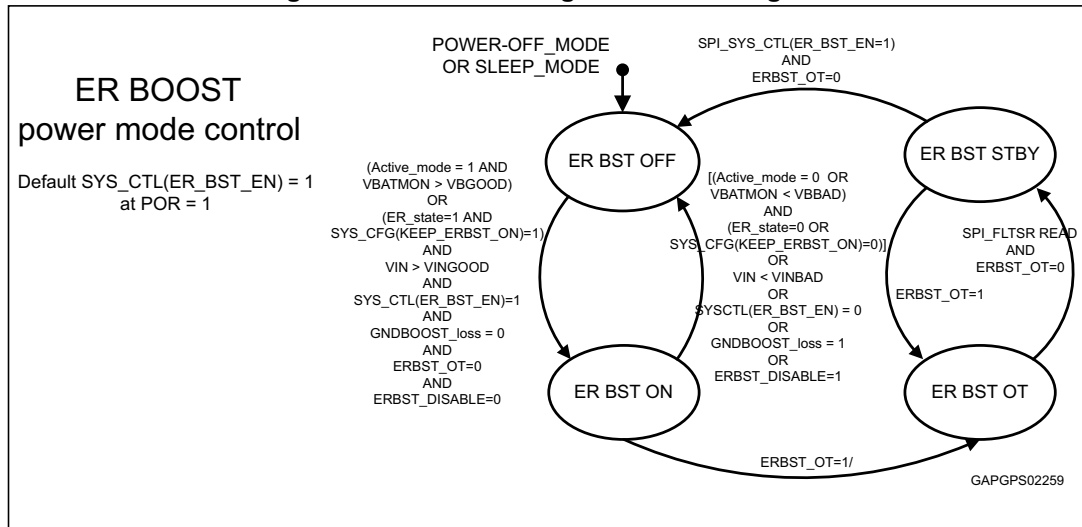 ER BOOST
power mode control
Default SYS_CTL(ER_BST_EN) = 1
at POR = 1
POWER-OFF_MODE
OR SLEEP_MODE
SPI_SYS_CTL(ER_BST_EN=1)
AND
ERBST_OT=0
ER BST OFF
ER BST STBY
(Active_mode = 1 AND
VBATMON > VBGOOD)
OR
(ER_state=1 AND
SYS_CFG(KEEP_ERBST_ON)=1)
AND
VIN > VINGOOD
AND
SYS_CTL(ER_BST_EN)=1
AND
GNDBOOST_loss = 0
AND
ERBST_OT=0
AND
ERBST_DISABLE=0
[(Active_mode = 0 OR
VBATMON < VBBAD)
AND
(ER_state=0 OR
SYS_CFG(KEEP_ERBST_ON)=0)]
OR
VIN < VINBAD
OR
SYSCTL(ER_BST_EN) = 0
OR
GNDBOOST_loss = 1
OR
ERBST_DISABLE=1
ERBST_OT=1
SPI_FLTSR READ
AND
ERBST_OT=0
ER BST ON
ER BST OT
ERBST_OT=1/
GAPGPS02259